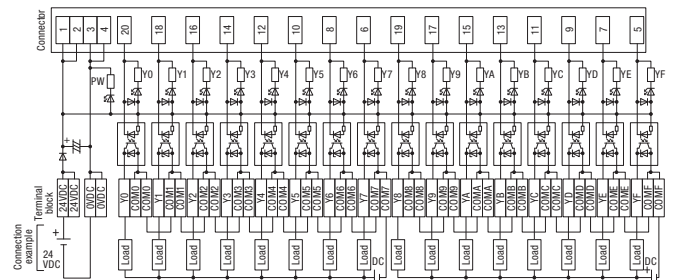 Connector
1 2 3 4 20 18 16 14 12 10 8 6 19 17 15 13 11 9 7 5
PW Y0 Y1 Y2 Y3 Y4 Y5 Y6 Y7 Y8 Y9 YA YB YC YD YE YF
+
Terminal block
24VDC 24VDC 0VDC 0VDC Y0 COM0 COM0 Y1 COM1 COM1 Y2 COM2 COM2 Y3 COM3 COM3 Y4 COM4 COM4 Y5 COM5 COM5 Y6 COM6 COM6 Y7 COM7 COM7 Y8 COM8 COM8 Y9 COM9 COM9 YA COMA COMA YB COMB COMB YC COMC COMC YD COMD COMD YE COME COME YF COMF COMF
Connection example
+
24 VDC
Load Load Load Load Load Load Load Load DC Load Load Load Load Load Load Load Load + DC